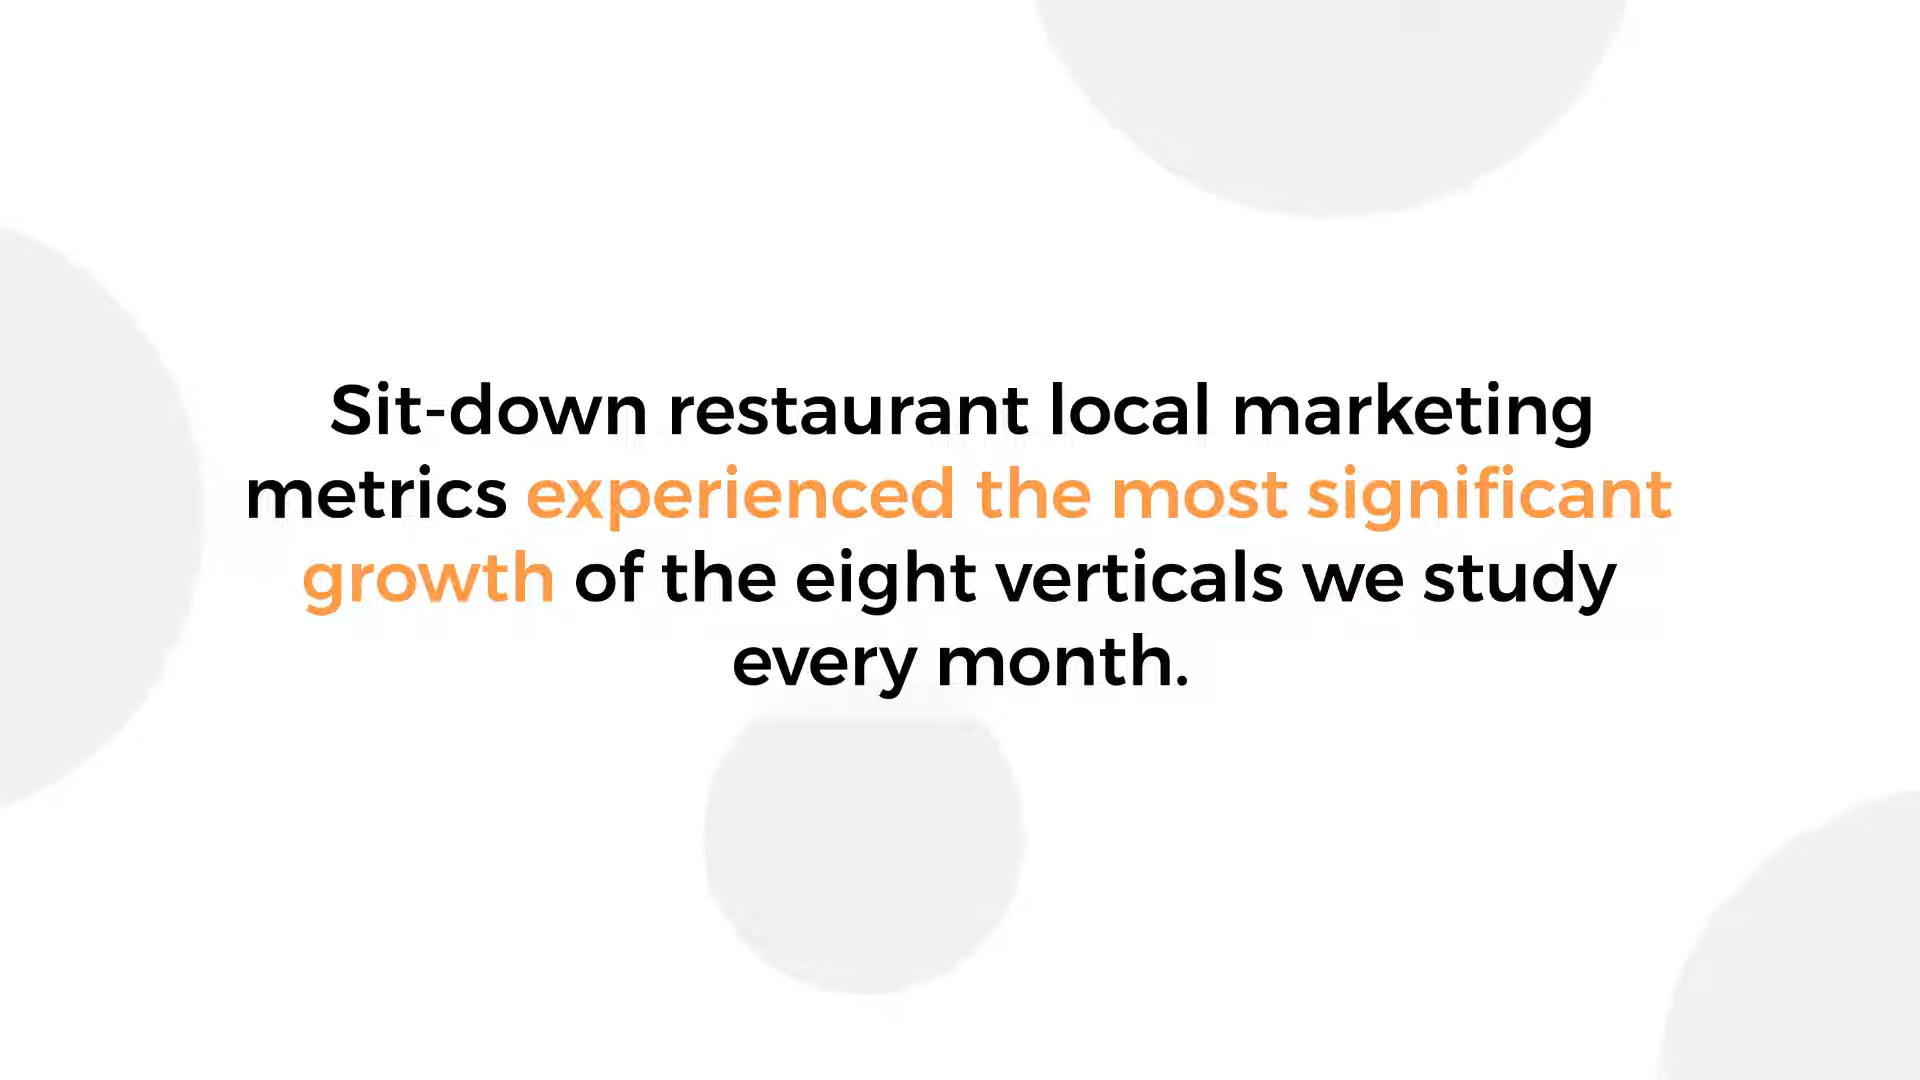 Sit-down restaurant local marketing
metrics experienced the most significant
growth of the eight verticals we study
every month.